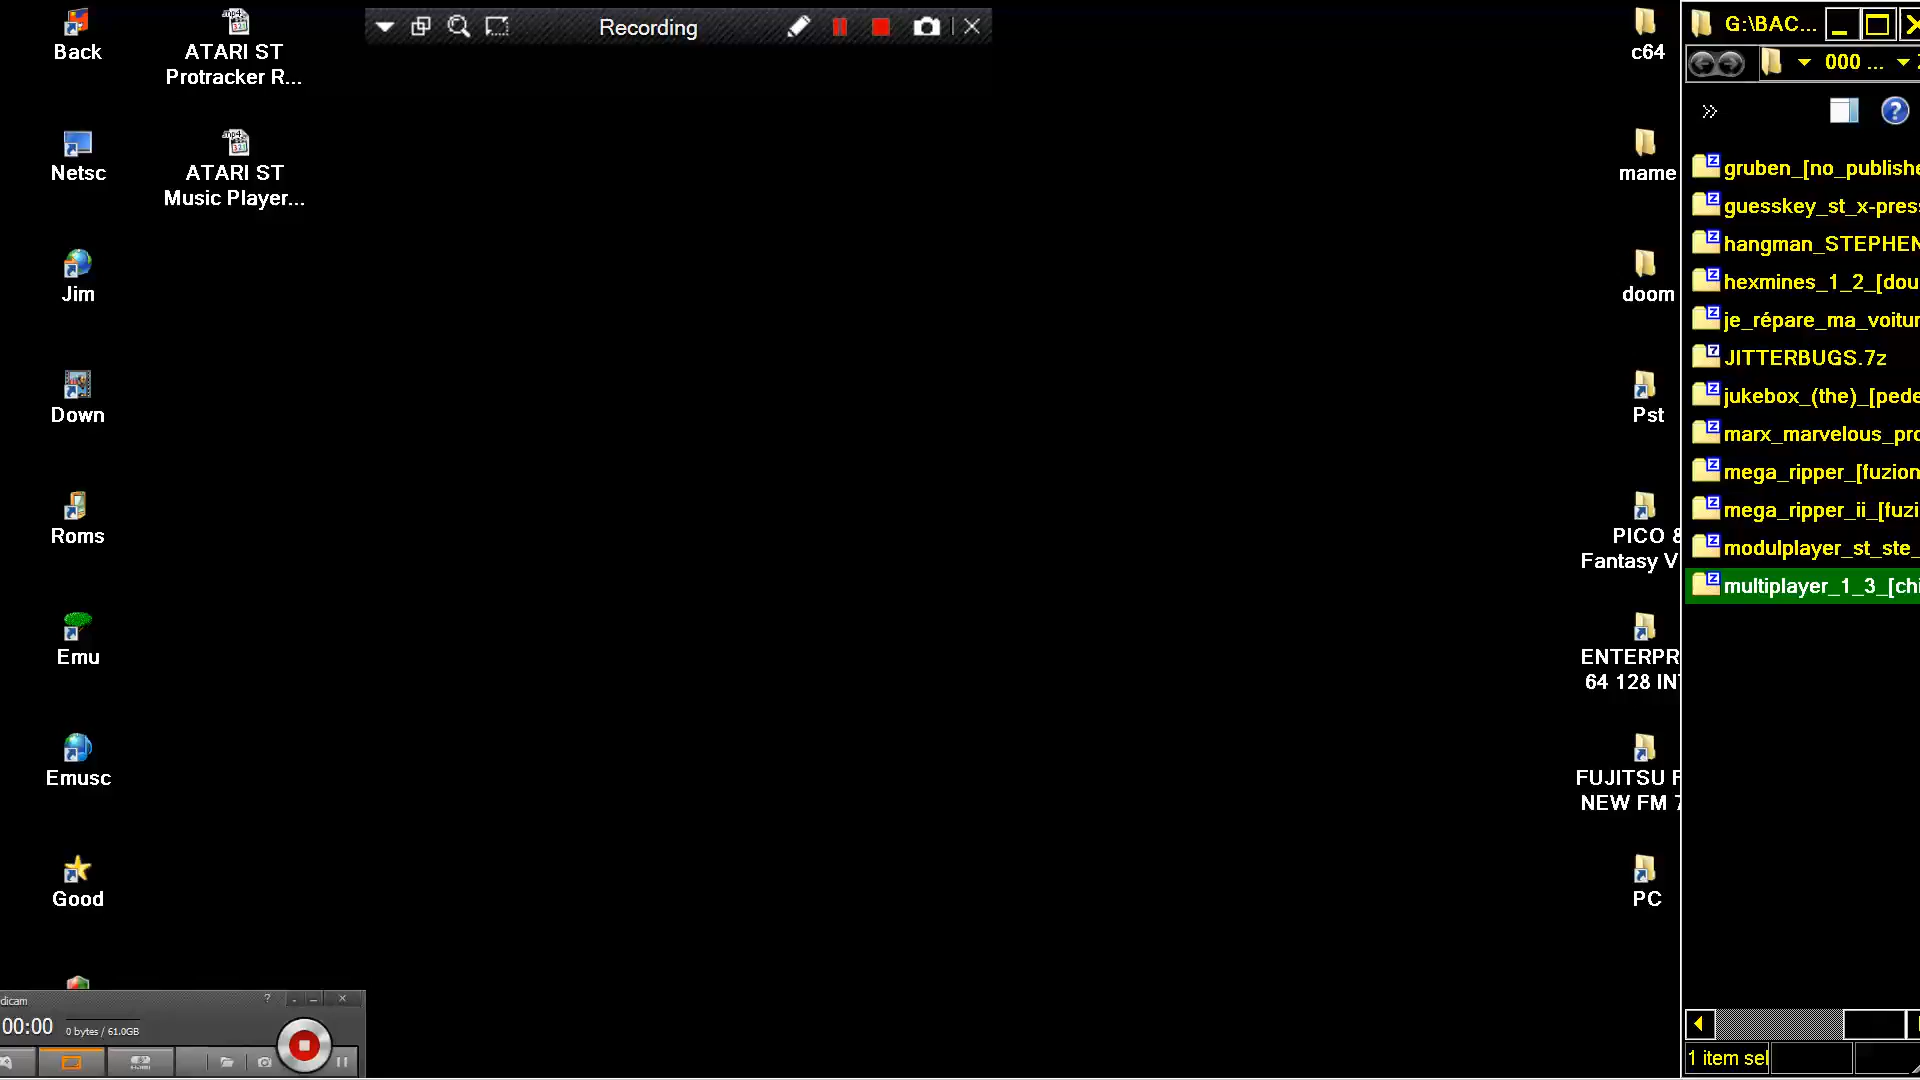 Back
ATARI ST
Protracker R...
Recording
c64
G:\BAC...
000 ...
Netsc
ATARI ST
Music Player...
mame
Jim
doom
Down
Pst
Roms
PICO &
Fantasy V
Emu
ENTERPR
64 128 IN
Emusc
FUJITSU F
NEW FM 7
Good
PC
gruben_[no_publishe
guesskey_st_x-press
hangman_STEPHEN
hexmines_1_2_[dou
je_répare_ma_voitur
JITTERBUGS.7z
jukebox_(the)_[pede
marx_marvelous_pro
mega_ripper_[fuzion
mega_ripper_ii_[fuzi
modulplayer_st_ste_
multiplayer_1_3_[chi
1 item sel
dicam
00:00
0 bytes / 61.0GB